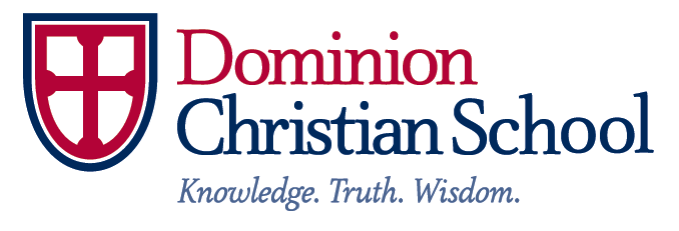 Dominion
Christian School
Knowledge. Truth. Wisdom.